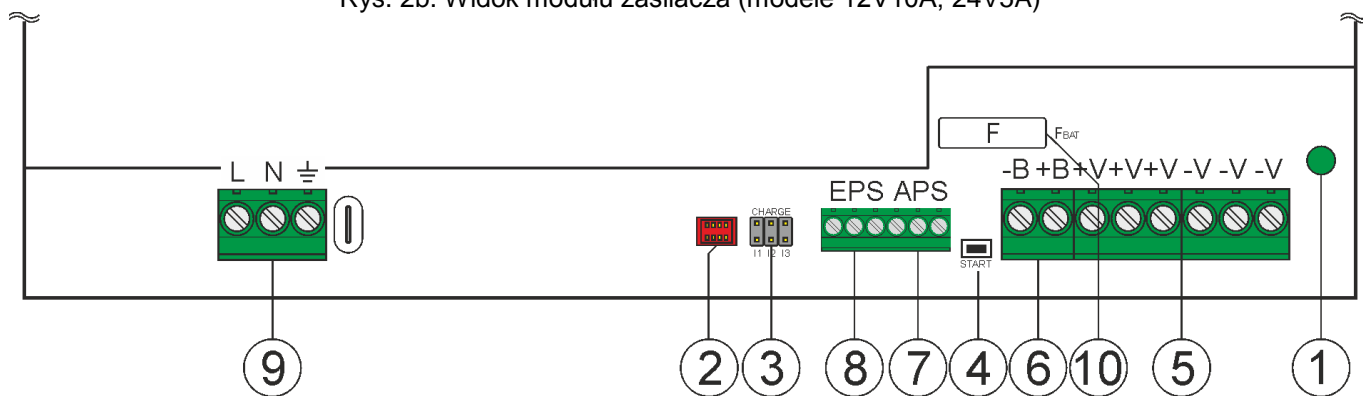 Rys. 2b. Widok modułu zasilacza (modele 12V10A, 24V5A)
F FBAT
L N
-B +B +V +V +V -V -V -V
CHARGE
EPS APS
I1 I2 I3
START
9 2 3 8 7 4 6 10 5 1